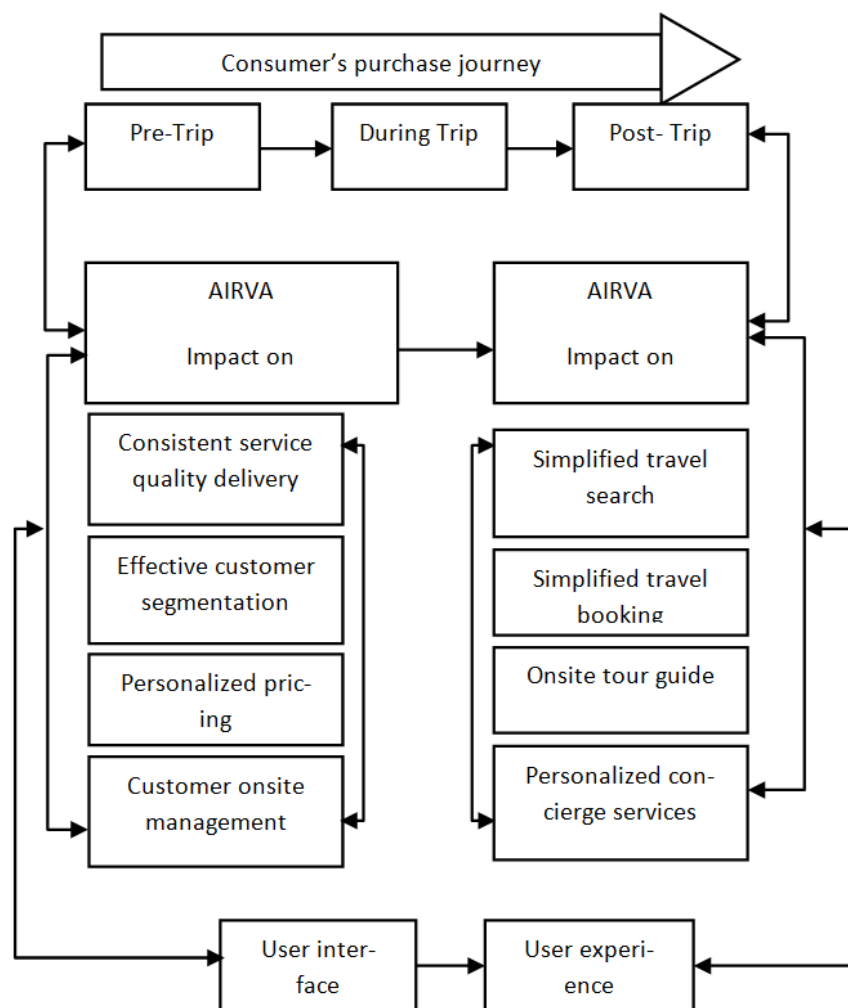 Consumer’s purchase journey
Pre-Trip
During Trip
Post- Trip
AIRVA
Impact on
AIRVA
Impact on
Consistent service
quality delivery
Effective customer
segmentation
Personalized pric-
ing
Customer onsite
management
Simplified travel
search
Simplified travel
booking
Onsite tour guide
Personalized con-
cierge services
User inter-
face
User experi-
ence